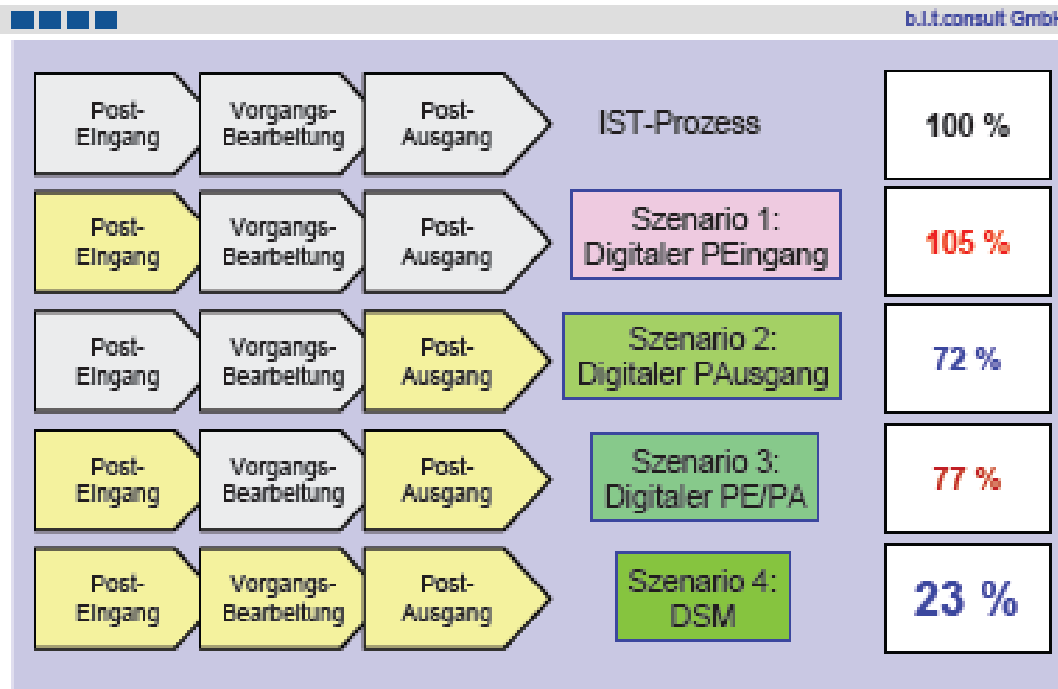 b.i.t.consult GmbH
Post-
Eingang
Vorgangs-
Bearbeitung
Post-
Ausgang
IST-Prozess
100 %
Post-
Eingang
Vorgangs-
Bearbeitung
Post-
Ausgang
Szenario 1:
Digitaler PEingang
105 %
Post-
Eingang
Vorgangs-
Bearbeitung
Post-
Ausgang
Szenario 2:
Digitaler PAusgang
72 %
Post-
Eingang
Vorgangs-
Bearbeitung
Post-
Ausgang
Szenario 3:
Digitaler PE/PA
77 %
Post-
Eingang
Vorgangs-
Bearbeitung
Post-
Ausgang
Szenario 4:
DSM
23 %